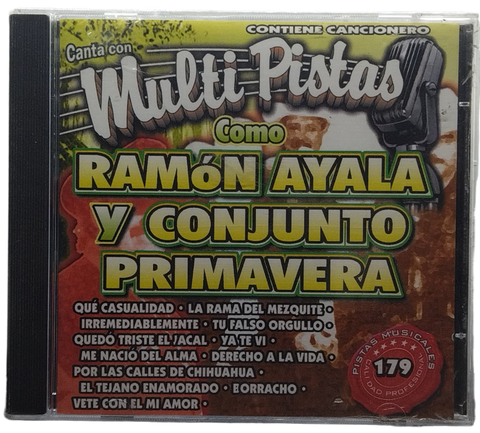 CONTIENE CANCIONERO
Canta con
Multi Pistas
Como
RAMÓN AYALA
Y CONJUNTO
PRIMAVERA
QUÉ CASUALIDAD • LA RAMA DEL MEZQUITE •
IRREMEDIABLEMENTE • TU FALSO ORGULLO •
QUEDÓ TRISTE EL JACAL • YA TE VI •
ME NACIÓ DEL ALMA • DERECHO A LA VIDA •
POR LAS CALLES DE CHIHUAHUA •
EL TEJANO ENAMORADO • BORRACHO •
VETE CON EL MI AMOR •
PISTAS MUSICALES
179
CALIDAD PROFESIONAL